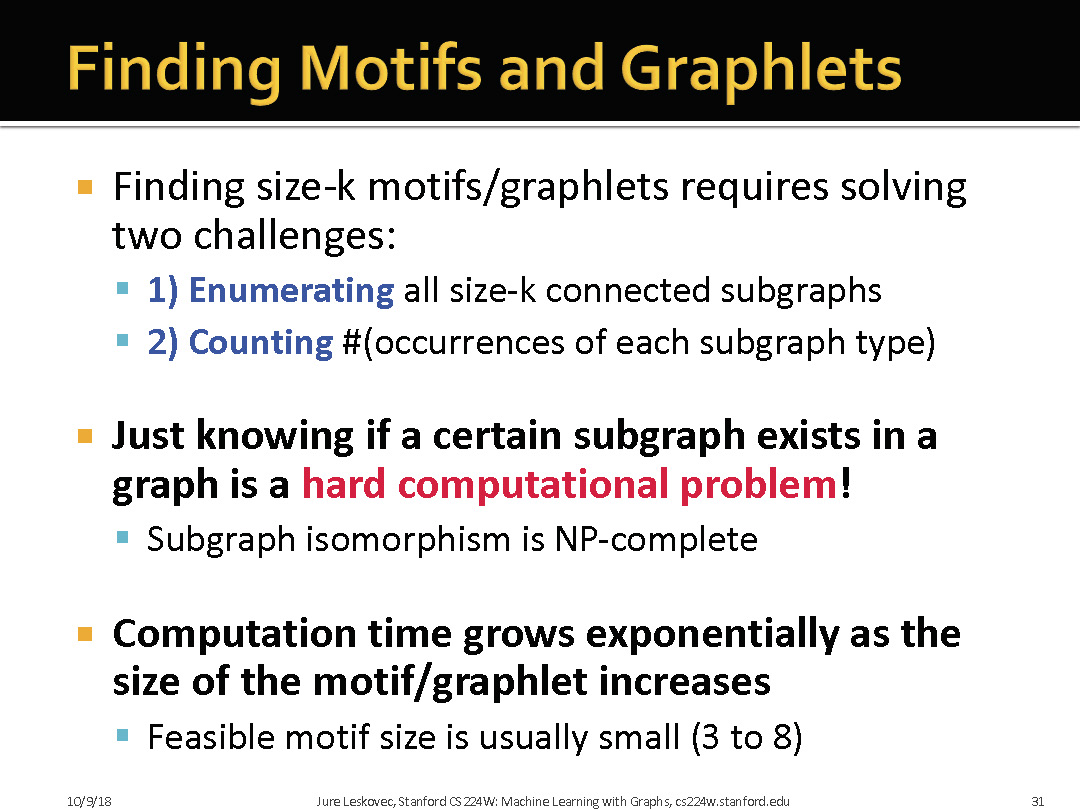 Finding Motifs and Graphlets
Finding size-k motifs/graphlets requires solving
two challenges:
1) Enumerating all size-k connected subgraphs
2) Counting #(occurrences of each subgraph type)
Just knowing if a certain subgraph exists in a
graph is a hard computational problem!
Subgraph isomorphism is NP-complete
Computation time grows exponentially as the
size of the motif/graphlet increases
Feasible motif size is usually small (3 to 8)
10/9/18 Jure Leskovec, Stanford CS224W: Machine Learning with Graphs, cs224w.stanford.edu 31